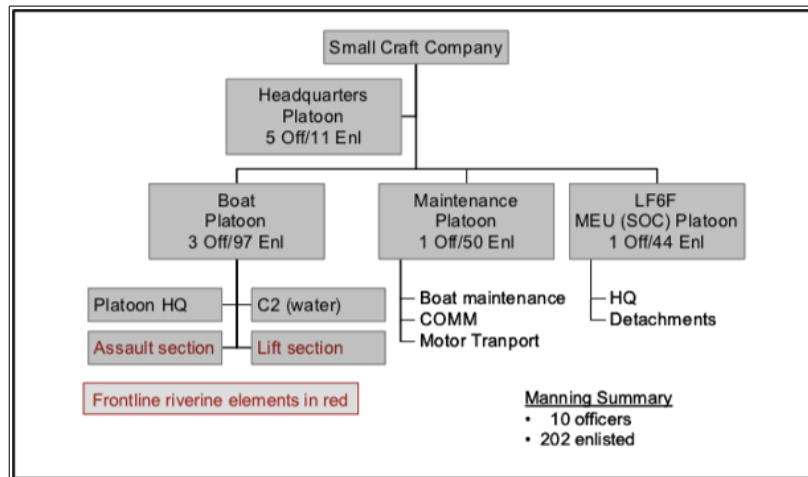 Small Craft Company
Headquarters
Platoon
5 Off/11 Enl
Boat
Platoon
3 Off/97 Enl
Maintenance
Platoon
1 Off/50 Enl
LF6F
MEU (SOC) Platoon
1 Off/44 Enl
Platoon HQ
C2 (water)
Assault section
Lift section
Boat maintenance
COMM
Motor Tranport
HQ
Detachments
Frontline riverine elements in red
Manning Summary
• 10 officers
• 202 enlisted